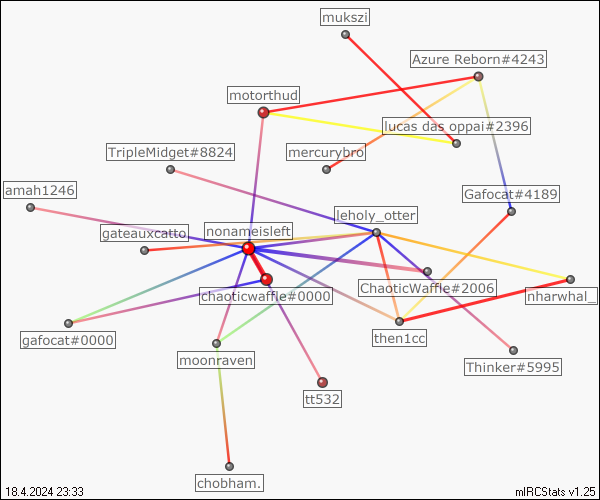 mukszi
Azure Reborn#4243
motorthud
lucas das oppai#2396
TripleMidget#8824
mercurybro
amah1246
Gafocat#4189
leholy_otter
gateauxcatto
nonameisleft
ChaoticWaffle#2006
chaoticwaffle#0000
nharwhal_
gafocat#0000
then1cc
moonraven
Thinker#5995
tt532
chobham.
18.4.2024 23:33
mIRCStats v1.25